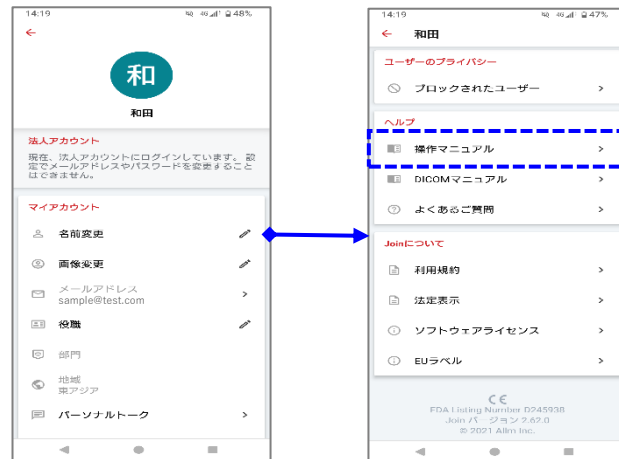 14:19
4G 48%
和
和田
法人アカウント
現在、法人アカウントにログインしています。 設
定でメールアドレスやパスワードを変更すること
はできません。
マイアカウント
名前変更
画像変更
メールアドレス
sample@test.com
役職
部門
地域
東アジア
パーソナルトーク
14:19
4G 47%
和田
ユーザーのプライバシー
ブロックされたユーザー
ヘルプ
操作マニュアル
DICOMマニュアル
よくあるご質問
Joinについて
利用規約
法定表示
ソフトウェアライセンス
EUラベル
CE
FDA Listing Number D245938
Join バージョン 2.62.0
© 2021 Allm Inc.